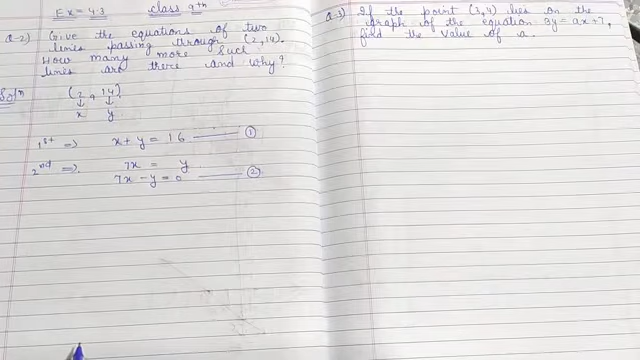 Ex = 4.3 class 9th
Q-2) Give the equations of two
lines passing through (2,14).
How many more such
lines are there and why?
Soln
(2, 14)
↓ ↓
x y
1st ⇒ x + y = 16 —— ①
2nd ⇒ 7x = y
7x - y = 0 —— ②
Q-3) If the point (3,4) lies on the
graph of the equation 3y = ax+7,
find the value of a.